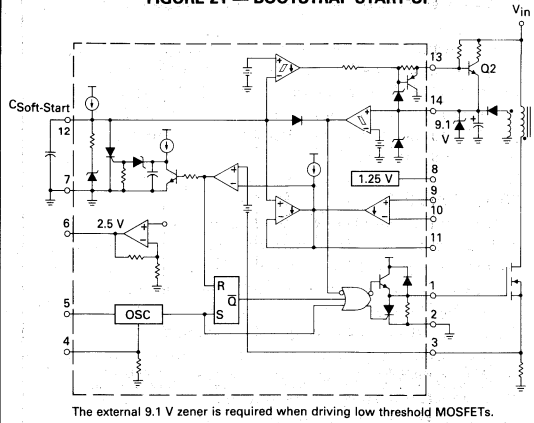 FIGURE 21 — BOOTSTRAP START-UP
Vin
13
Q2
CSoft-Start
12
14
9.1
V
7
8
1.25 V
9
10
6
2.5 V
11
R
Q
S
1
5
OSC
2
4
3
The external 9.1 V zener is required when driving low threshold MOSFETs.